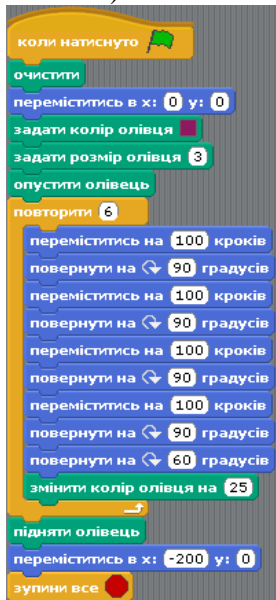 коли натиснуто
очистити
переміститись в x: 0 y: 0
задати колір олівця
задати розмір олівця 3
опустити олівець
повторити 6
переміститись на 100 кроків
повернути на 90 градусів
переміститись на 100 кроків
повернути на 90 градусів
переміститись на 100 кроків
повернути на 90 градусів
переміститись на 100 кроків
повернути на 90 градусів
повернути на 60 градусів
змінити колір олівця на 25
підняти олівець
переміститись в x: -200 y: 0
зупини все